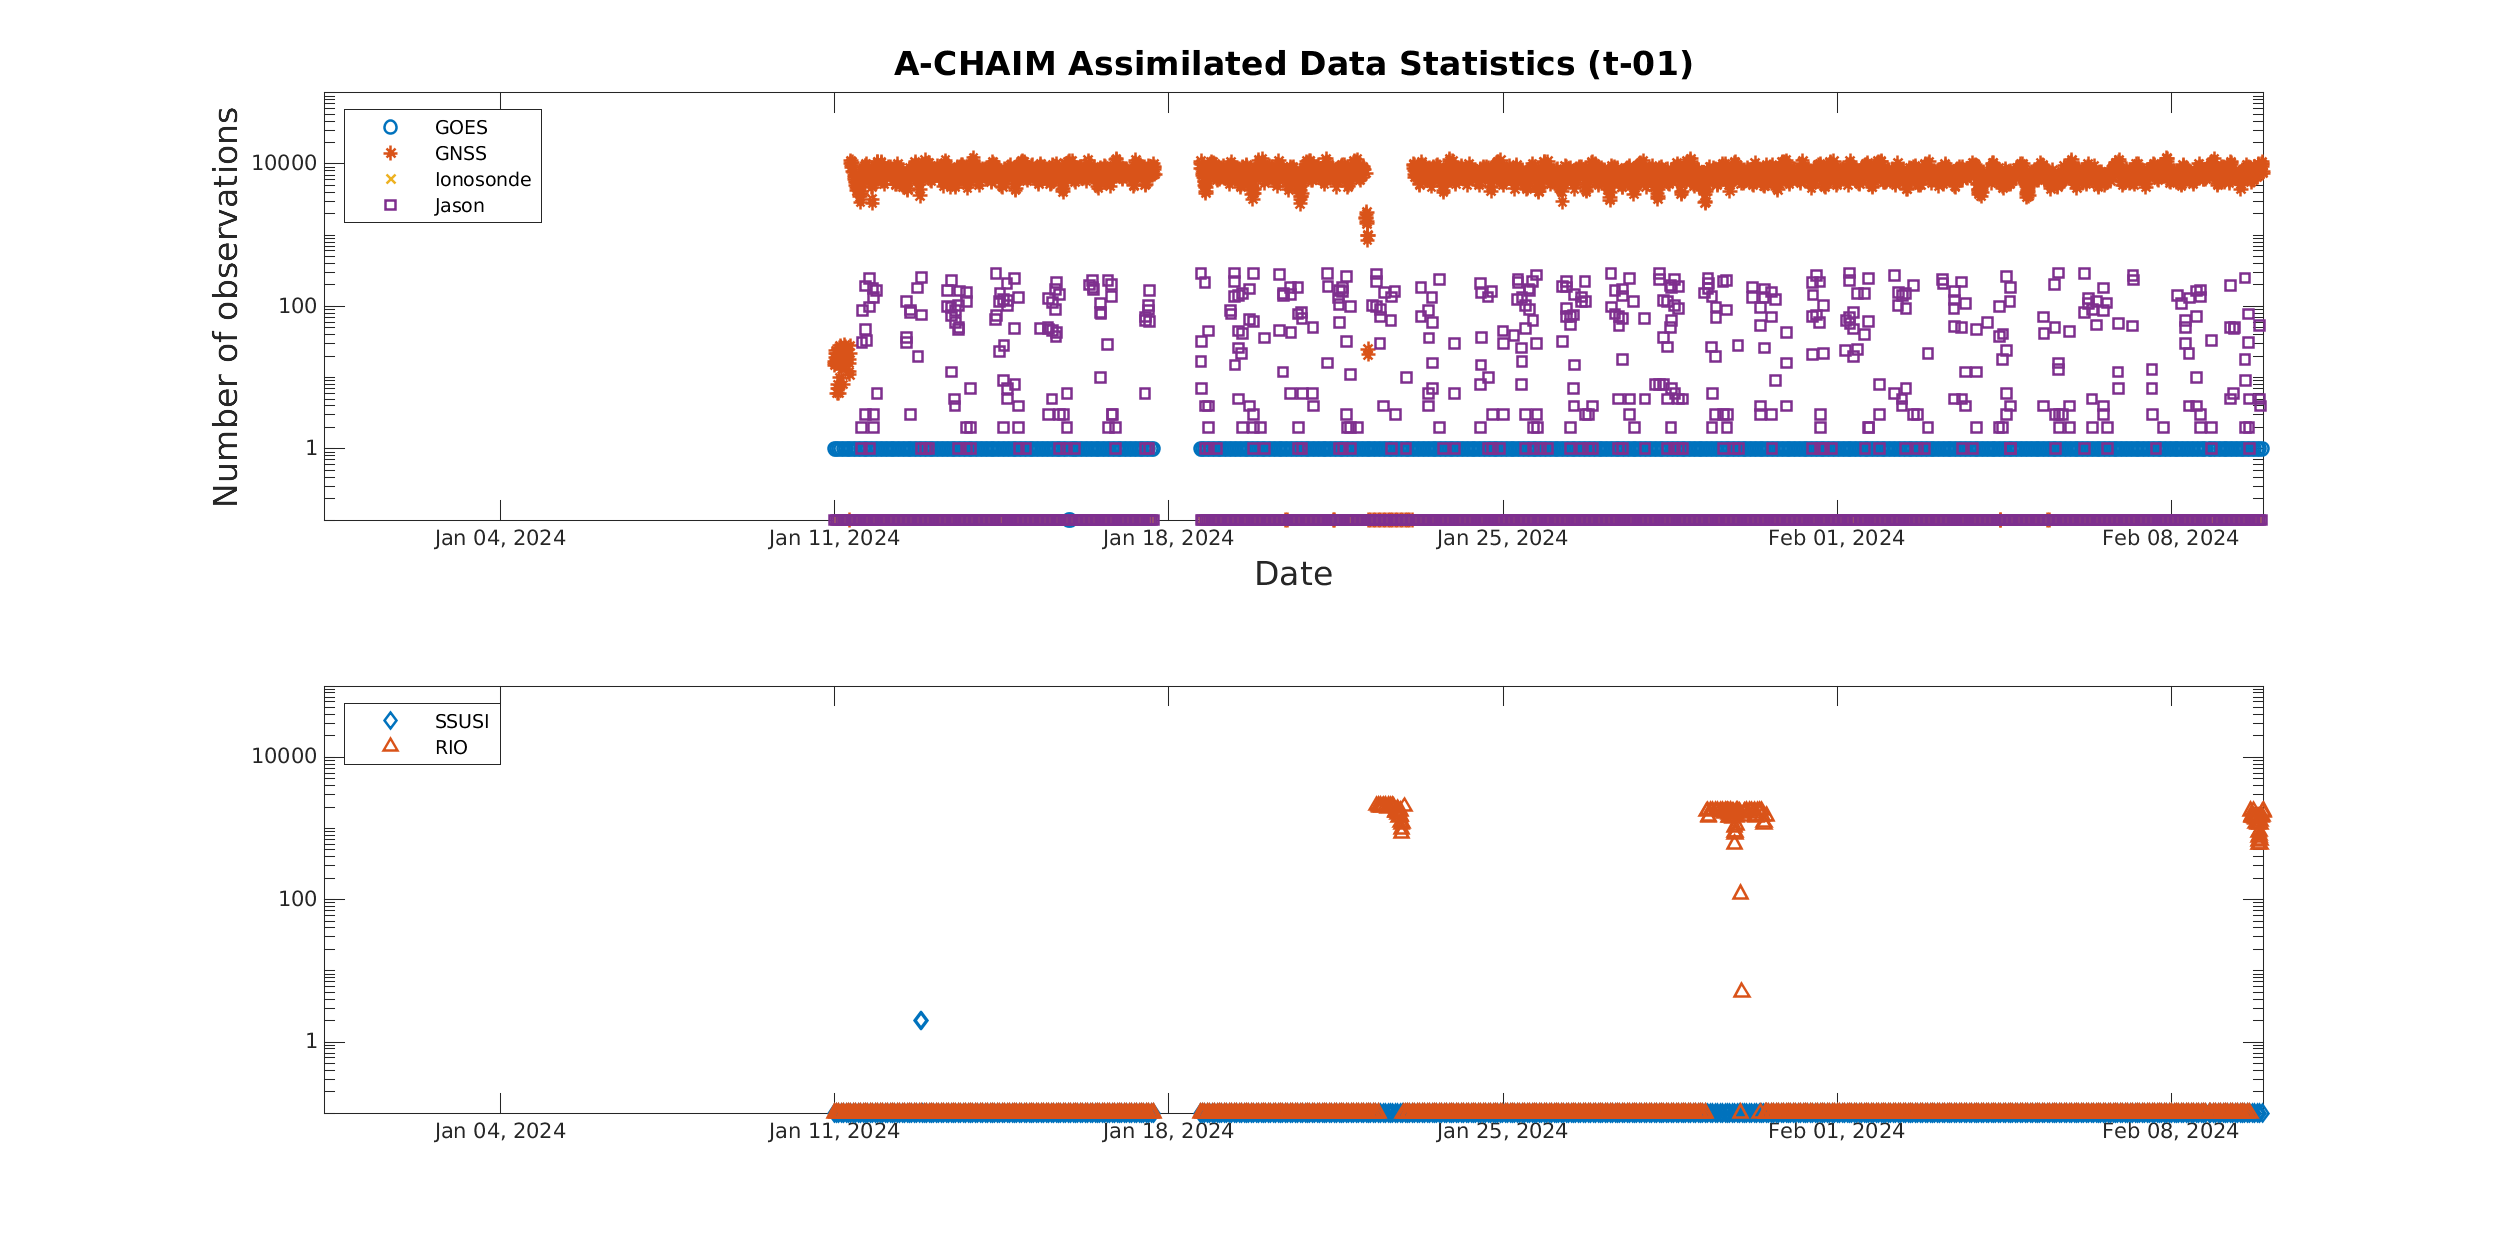 A-CHAIM Assimilated Data Statistics (t-01)
Number of observations
10000
100
1
GOES
GNSS
Ionosonde
Jason
Jan 04, 2024 Jan 11, 2024 Jan 18, 2024 Jan 25, 2024 Feb 01, 2024 Feb 08, 2024
Date
10000
100
1
SSUSI
RIO
Jan 04, 2024 Jan 11, 2024 Jan 18, 2024 Jan 25, 2024 Feb 01, 2024 Feb 08, 2024